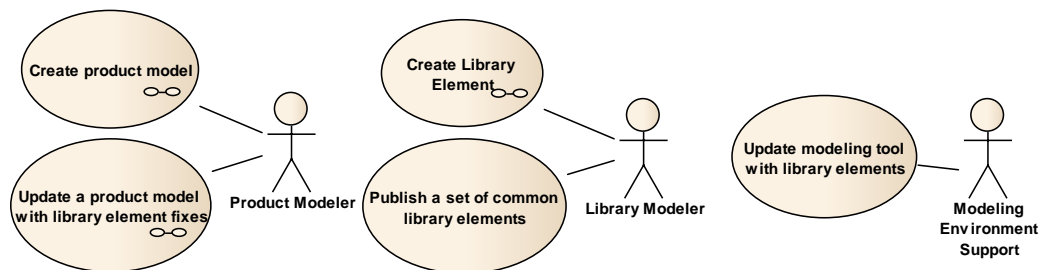 Create product model
Update a product model
with library element fixes
Product Modeler
Create Library
Element
Publish a set of common
library elements
Library Modeler
Update modeling tool
with library elements
Modeling
Environment
Support